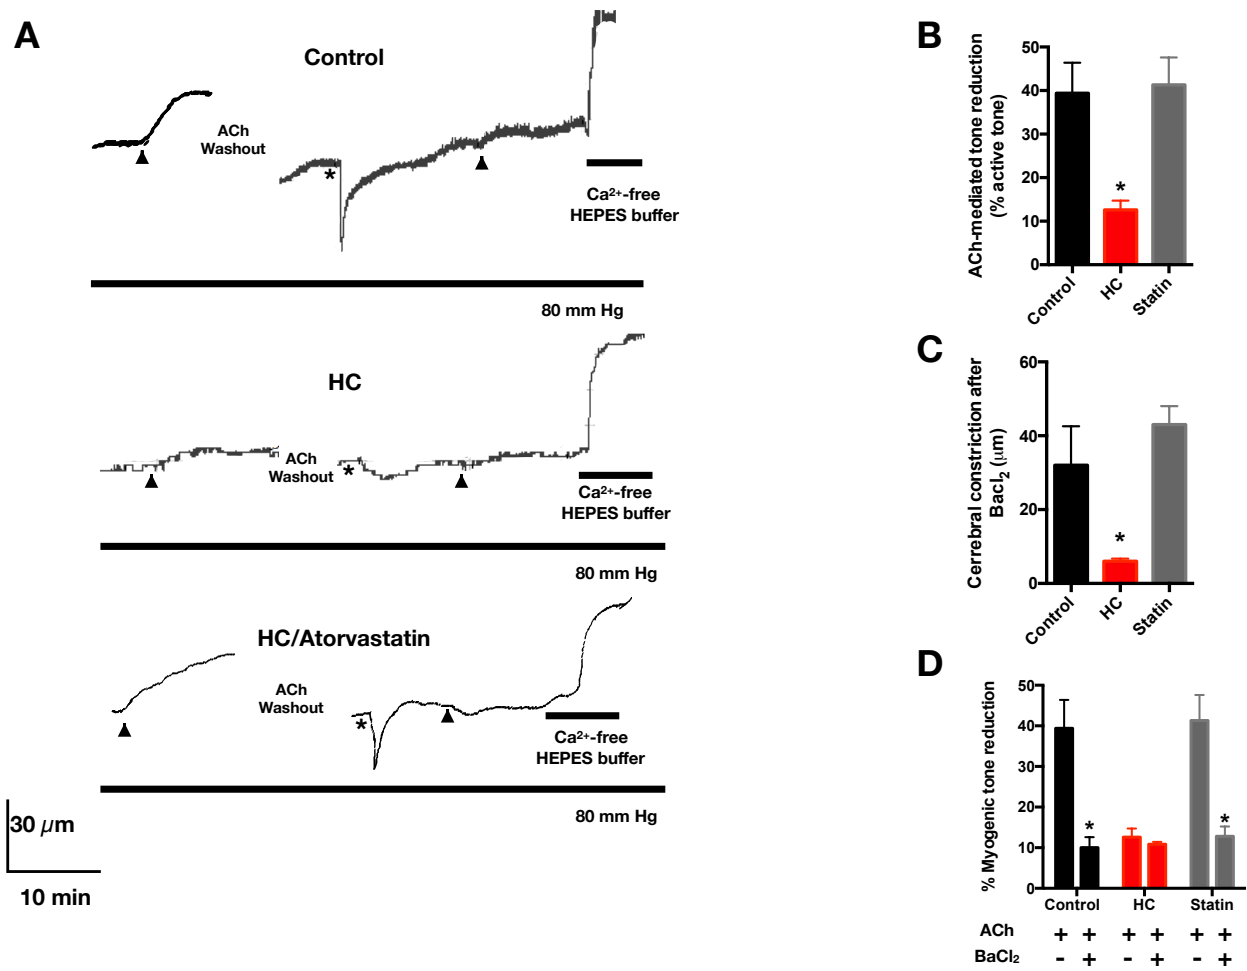 A
Control
ACh
Washout
*
Ca²⁺-free
HEPES buffer
80 mm Hg
HC
ACh
Washout
*
Ca²⁺-free
HEPES buffer
80 mm Hg
HC/Atorvastatin
ACh
Washout
*
Ca²⁺-free
HEPES buffer
80 mm Hg
30 µm
10 min
B
ACh-mediated tone reduction
(% active tone)
50
40
30
20
10
0
*
Control
HC
Statin
C
Cerrebral constriction after
Bacl₂ (µm)
60
40
20
0
*
Control
HC
Statin
D
% Myogenic tone reduction
50
40
30
20
10
0
* *
Control HC Statin
ACh + + + + + +
BaCl₂ - + - + - +